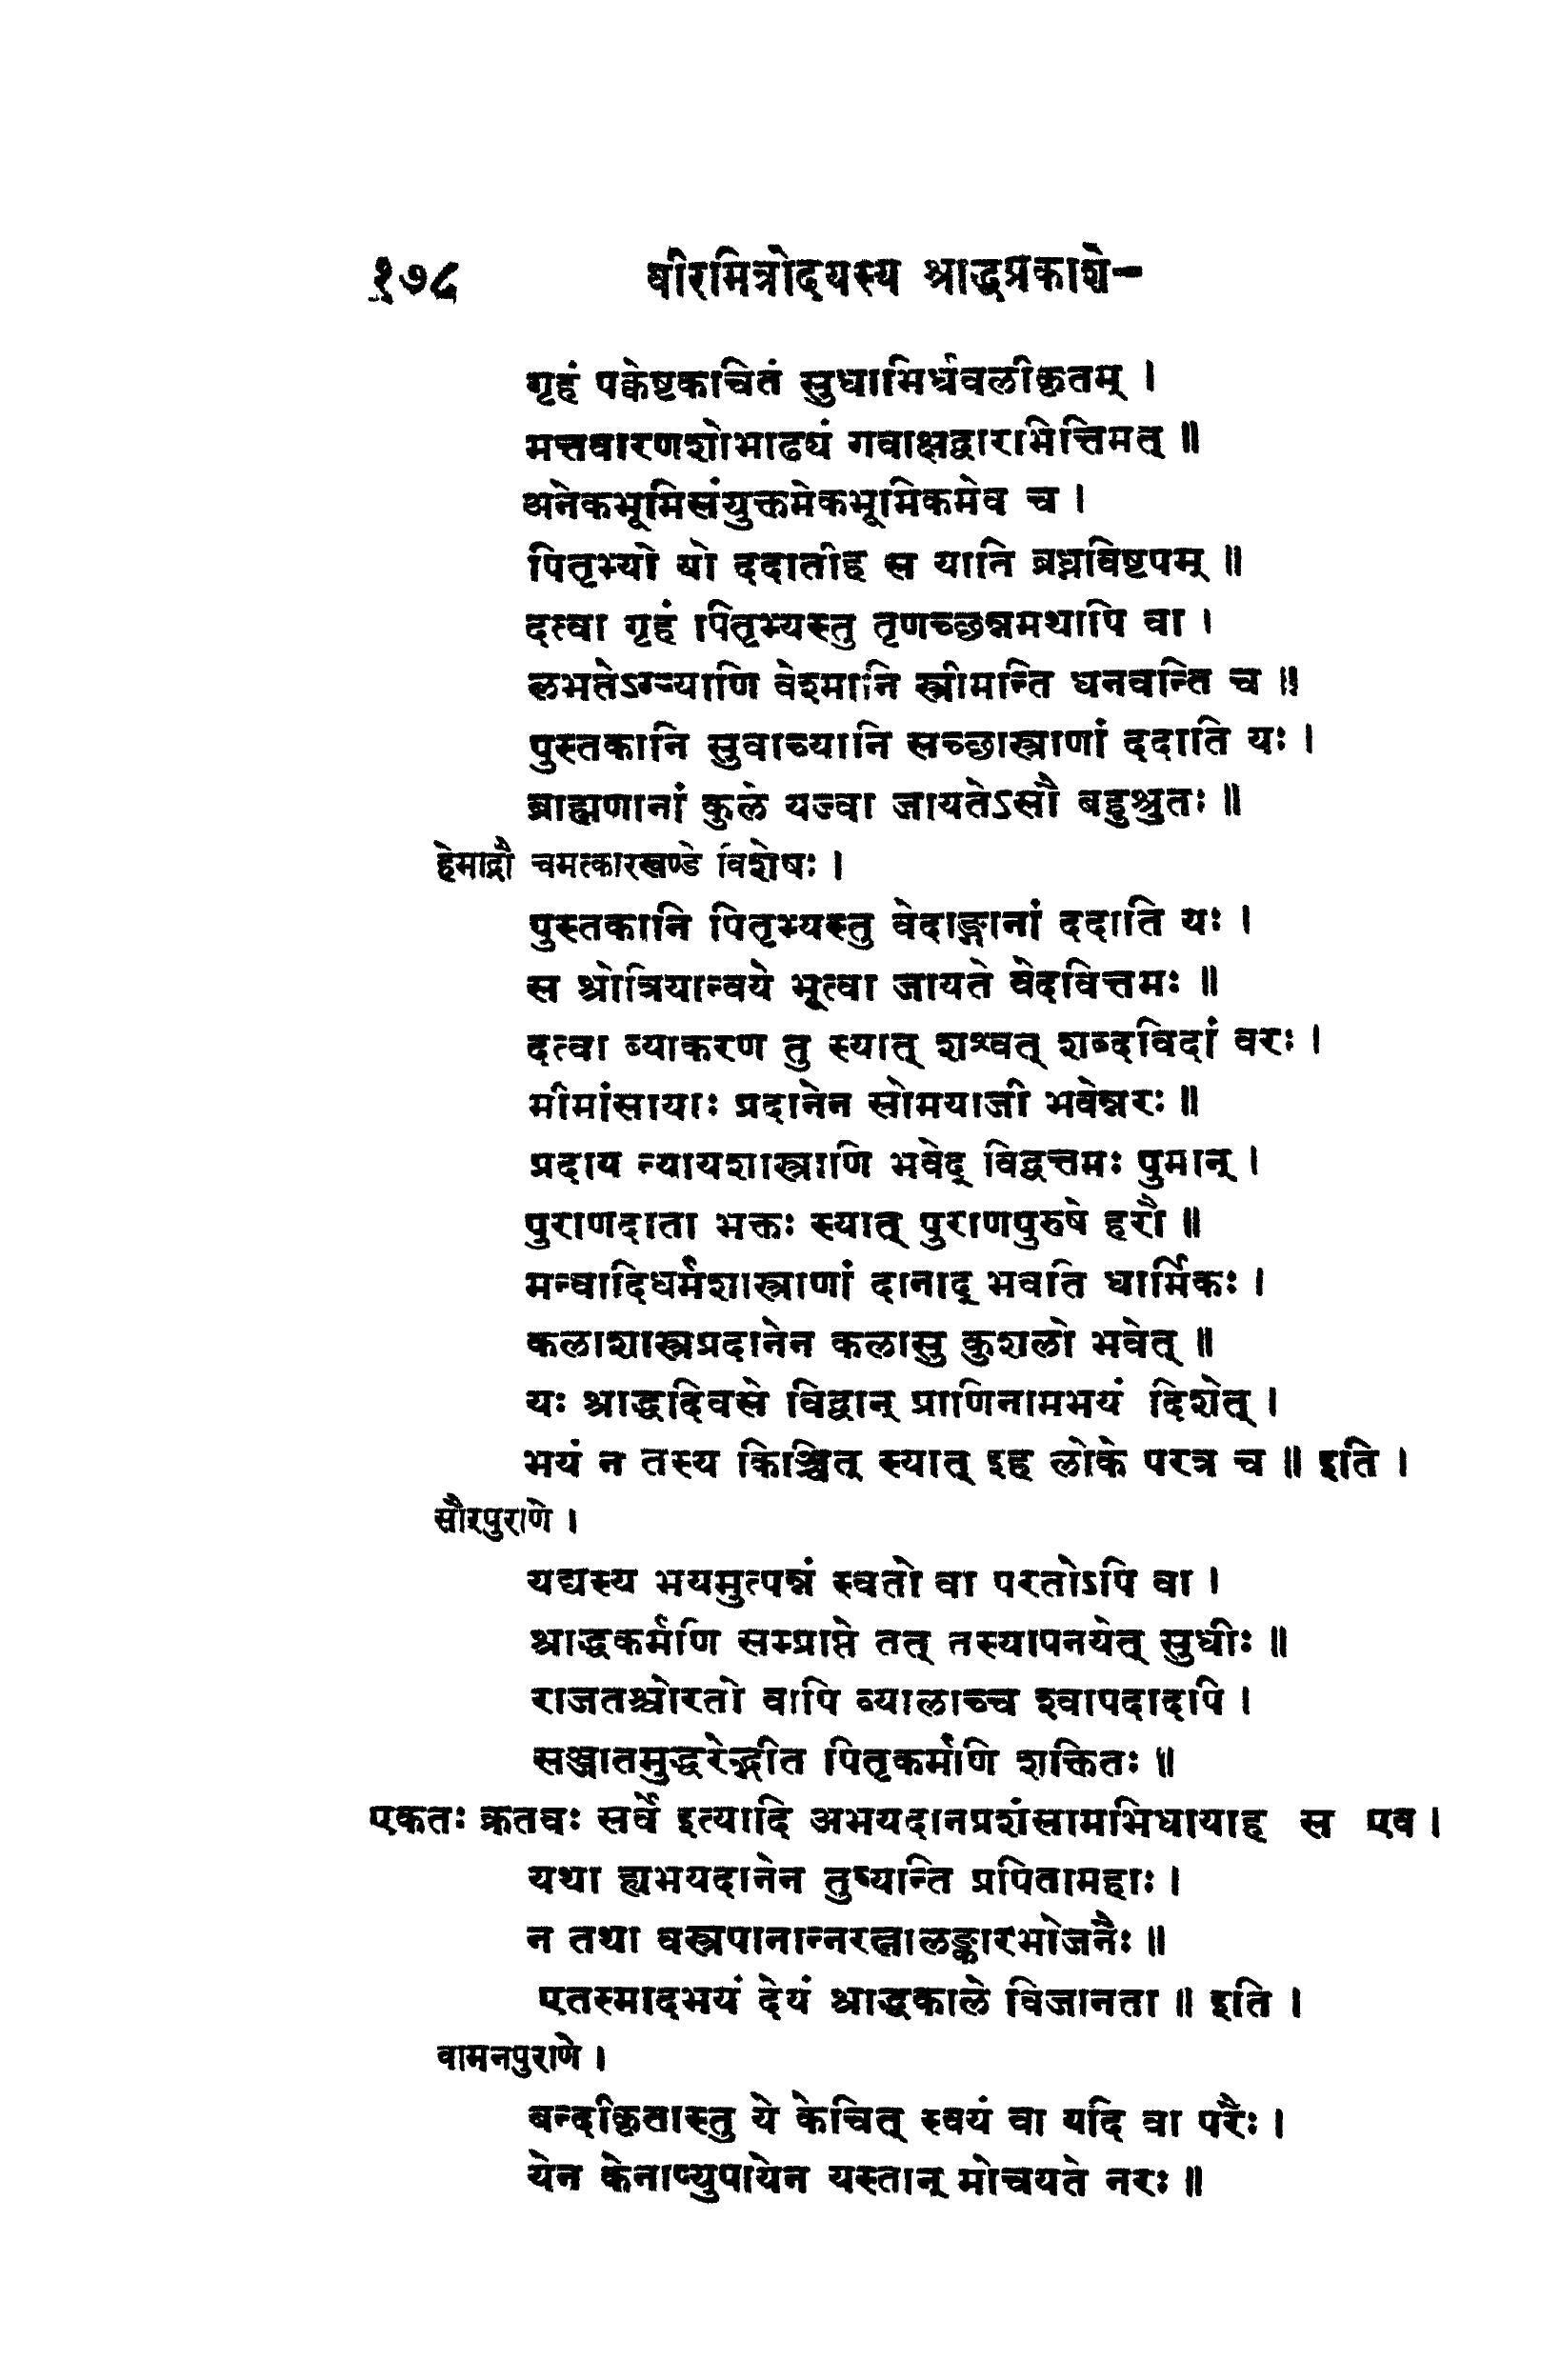 १७८ वीरमित्रोदयस्य श्राद्धप्रकाशे-
गृहं पक्वेष्टकाचितं सुधाभिर्धवलीकृतम् ।
मत्तवारणशोभाढ्यं गवाक्षद्वारभित्तिमत् ॥
अनेकभूमिसंयुक्तमेकभूमिकमेव च ।
पितृभ्यो यो ददातीह स याति ब्रध्नविष्टपम् ॥
दत्वा गृहं पितृभ्यस्तु तृणच्छन्नमथापि वा ।
लभतेऽग्र्याणि वेश्मानि स्त्रीमन्ति धनवन्ति च ॥
पुस्तकानि सुवाच्यानि सच्छास्त्राणां ददाति यः ।
ब्राह्मणानां कुले यज्वा जायतेऽसौ बहुश्रुतः ॥
हेमाद्रौ चमत्कारखण्डे विशेषः ।
पुस्तकानि पितृभ्यस्तु वेदाङ्गानां ददाति यः ।
स श्रोत्रियान्वये भूत्वा जायते वेदवित्तमः ॥
दत्वा व्याकरण तु स्यात् शश्वत् शब्दविदां वरः ।
मीमांसायाः प्रदानेन सोमयाजी भवेन्नरः ॥
प्रदाय न्यायशास्त्राणि भवेद् विद्वत्तमः पुमान् ।
पुराणदाता भक्तः स्यात् पुराणपुरुषे हरौ ॥
मन्वादिधर्मशास्त्राणां दानाद् भवति धार्मिकः ।
कलाशास्त्रप्रदानेन कलासु कुशलो भवेत् ॥
यः श्राद्धदिवसे विद्वान् प्राणिनामभयं दिशेत् ।
भयं न तस्य किञ्चित् स्यात् इह लोके परत्र च ॥ इति ।
सौरपुराणे ।
यद्यस्य भयमुत्पन्नं स्वतो वा परतोऽपि वा ।
श्राद्धकर्मणि सम्प्राप्ते तत् तस्यापनयेत् सुधीः ॥
राजतश्चोरतो वापि व्यालाच्च श्वापदादपि ।
सञ्जातमुद्धरेद्भीतिं पितृकर्मणि शक्तितः ॥
एकतः क्रतवः सर्वे इत्यादि अभयदानप्रशंसामभिधायाह स एव ।
यथा ह्यभयदानेन तुष्यन्ति प्रपितामहाः ।
न तथा वस्त्रपानान्नरत्नालङ्कारभोजनैः ॥
एतस्मादभयं देयं श्राद्धकाले विजानता ॥ इति ।
वामनपुराणे ।
बन्दीकृतास्तु ये केचित् स्वयं वा यदि वा परैः ।
येन केनाप्युपायेन यस्तान् मोचयते नरः ॥